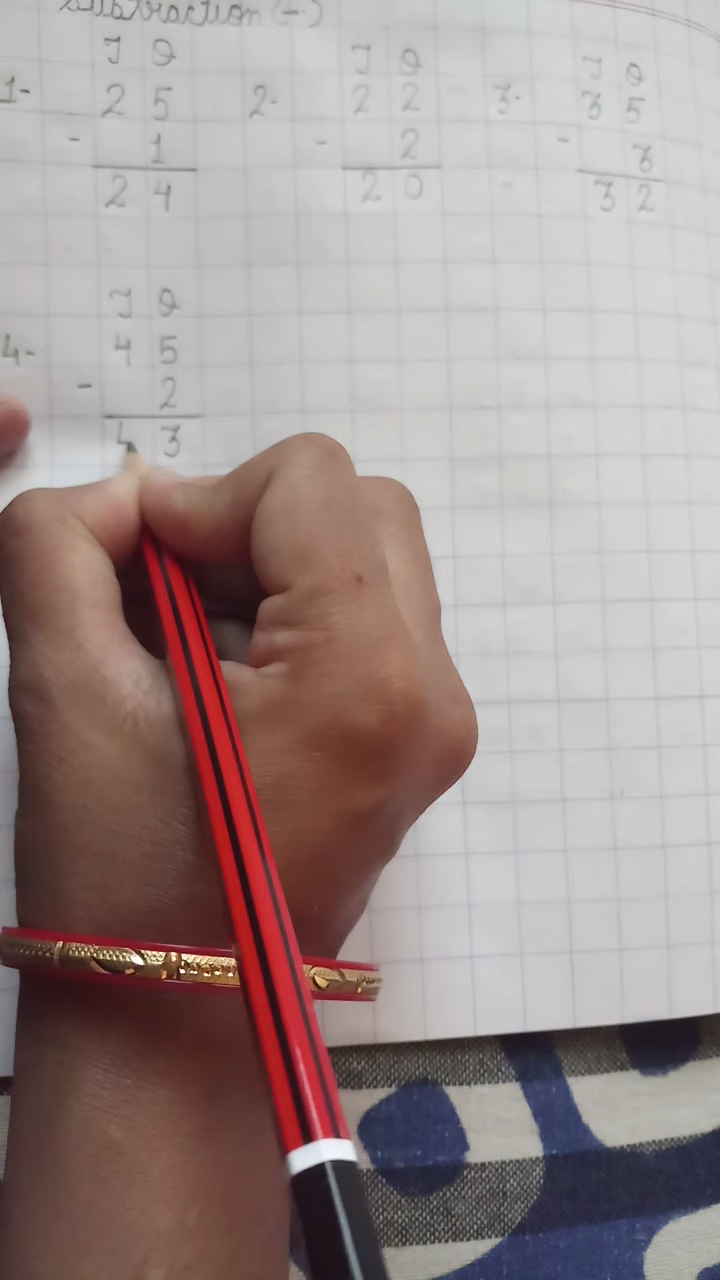 Subtraction (-)
T O T O T O
1- 2 5 2- 2 2 3- 3 5
- 1 - 2 - 3
2 4 2 0 3 2
T O
4- 4 5
- 2
4 3